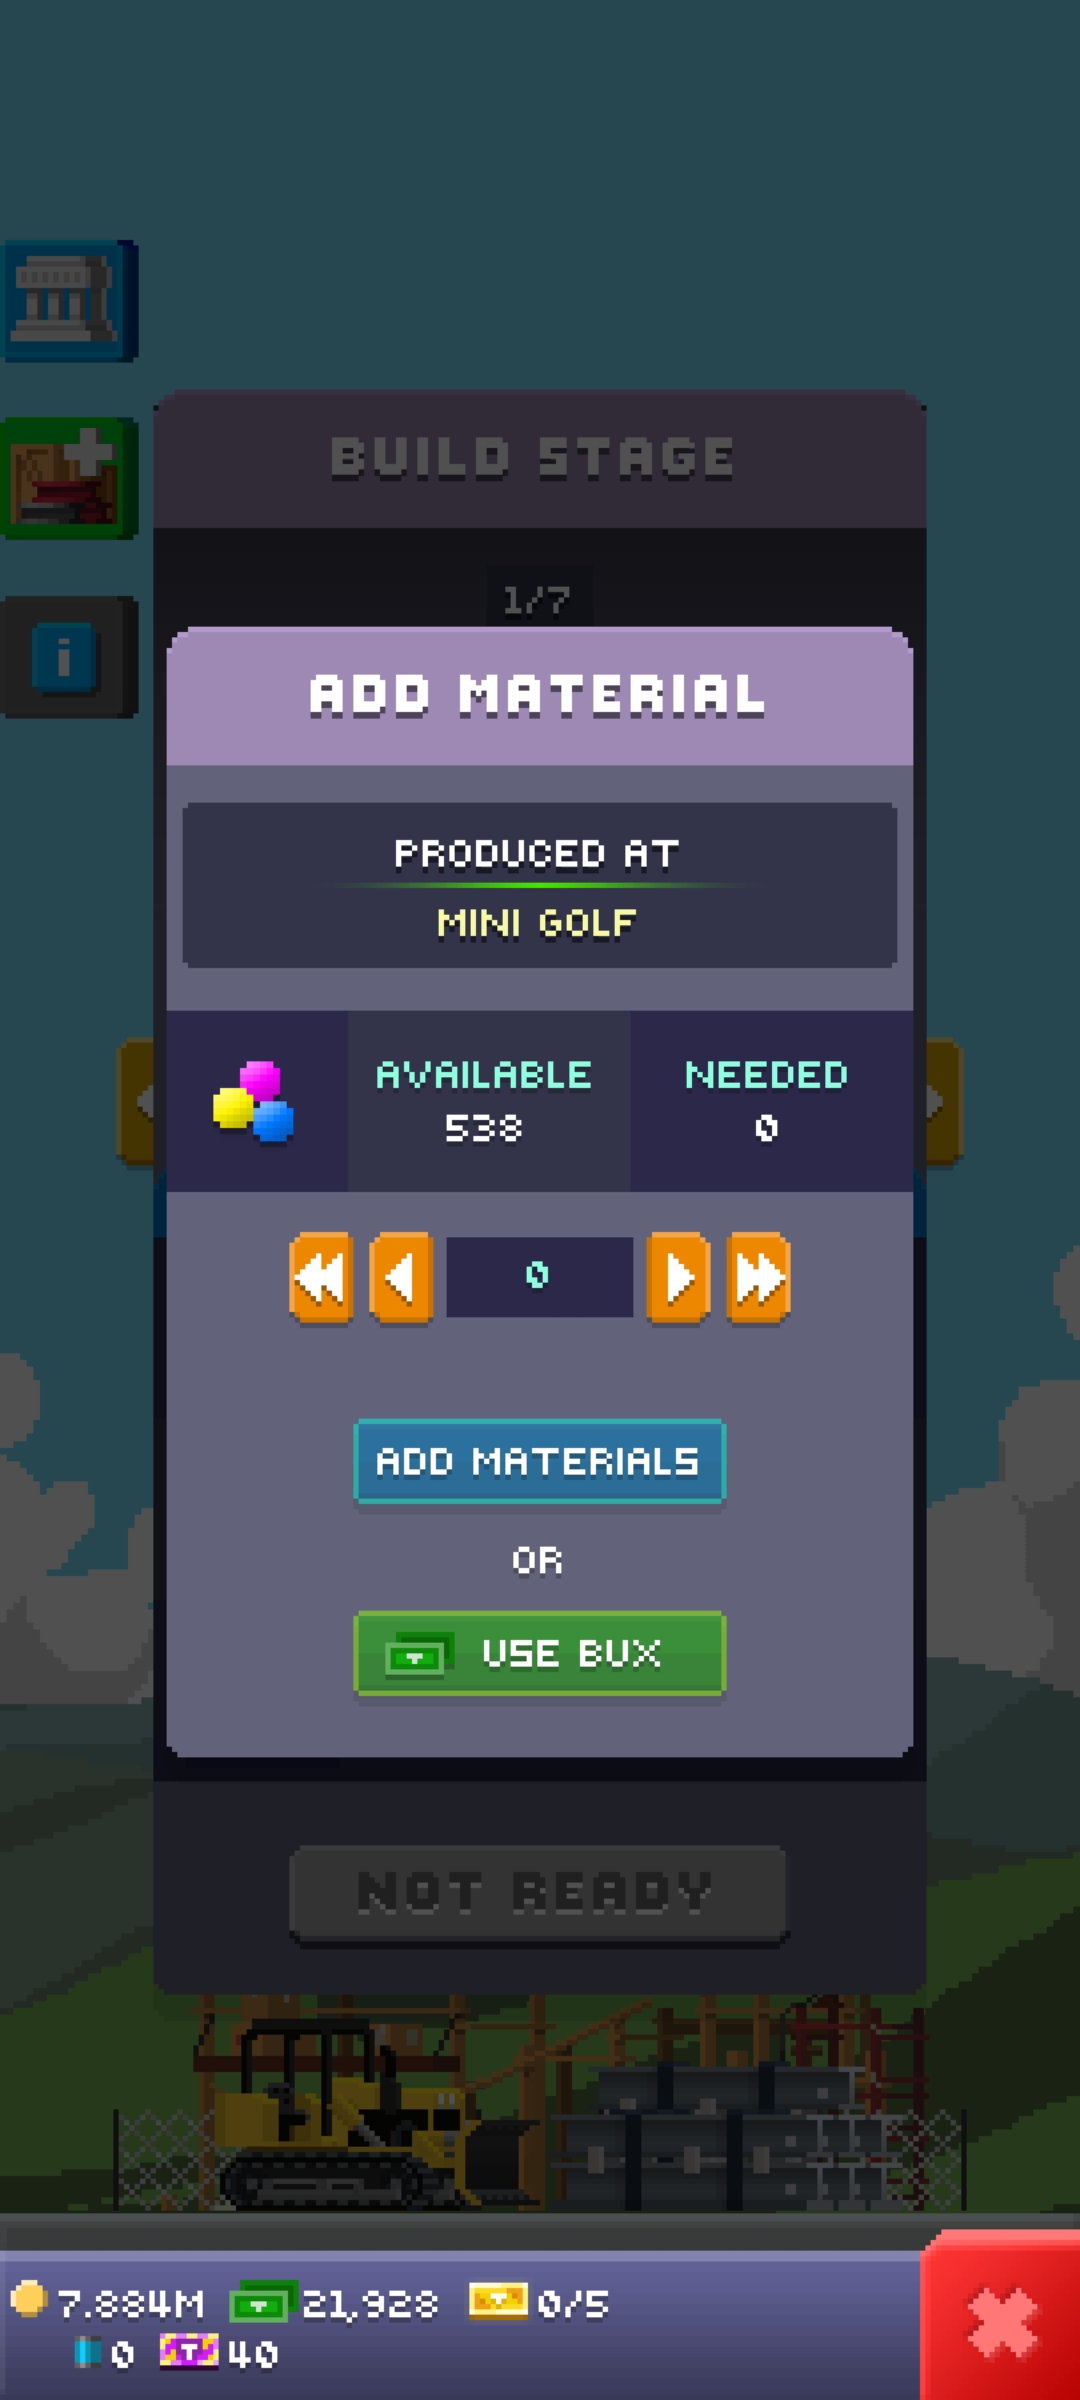 BUILD STAGE
1/7
ADD MATERIAL
PRODUCED AT
MINI GOLF
AVAILABLE NEEDED
538 0
0
ADD MATERIALS
OR
USE BUX
NOT READY
7.884M 21,928 0/5
0 40